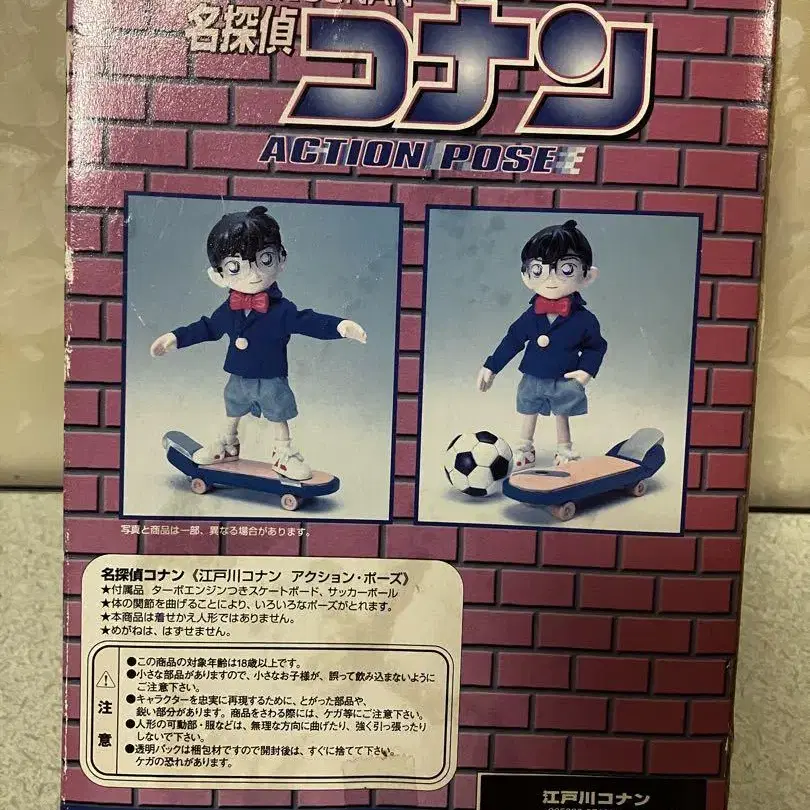 CONAN
名探偵
コナン
ACTION POSE
写真と商品は一部、異なる場合があります。
名探偵コナン《江戸川コナン アクション・ポーズ》
★付属品 ターボエンジンつきスケートボード、サッカーボール
★体の関節を曲げることにより、いろいろなポーズがとれます。
★本商品は着せかえ人形ではありません。
★めがねは、はずせません。
注意
●この商品の対象年齢は18歳以上です。
●小さな部品がありますので、小さなお子様が、誤って飲み込まないように
ご注意下さい。
●キャラクターを忠実に再現するために、とがった部品や、
鋭い部分があります。商品をさわる際には、ケガ等にご注意下さい。
●人形の可動部・服などは、無理な方向に曲げたり、強く引っ張ったり
しないで下さい。
●透明パックは梱包材ですので開封後は、すぐに捨てて下さい。
ケガの恐れがあります。
江戸川コナン